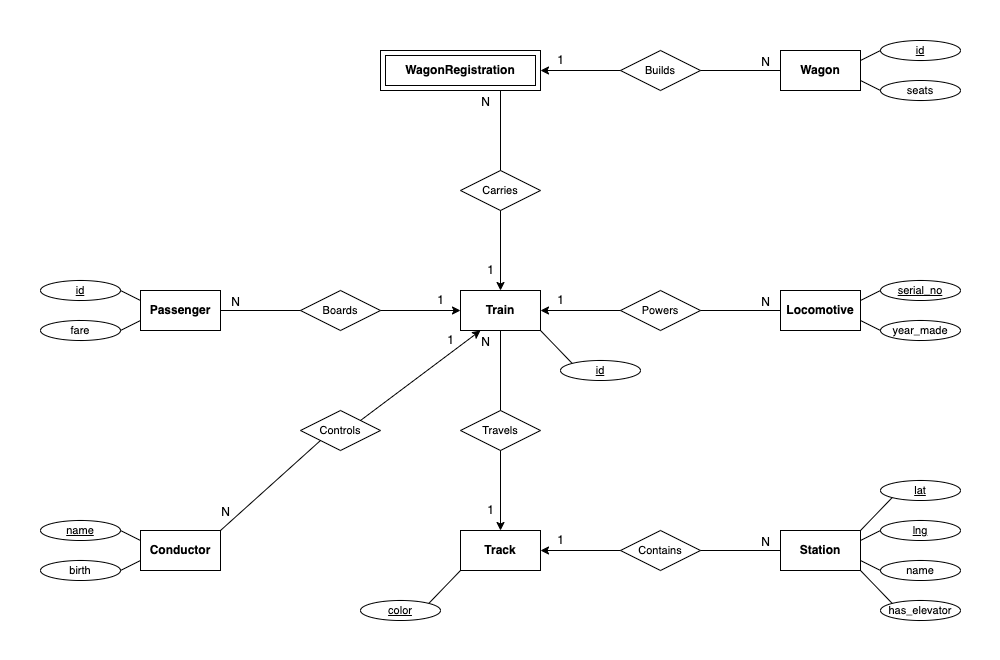 id
1
N
WagonRegistration
Builds
Wagon
seats
N
Carries
1
id
serial_no
N
1
1
N
Passenger
Boards
Train
Powers
Locomotive
fare
year_made
1
N
id
Controls
Travels
lat
N
1
name
lng
1
N
Conductor
Track
Contains
Station
birth
name
color
has_elevator